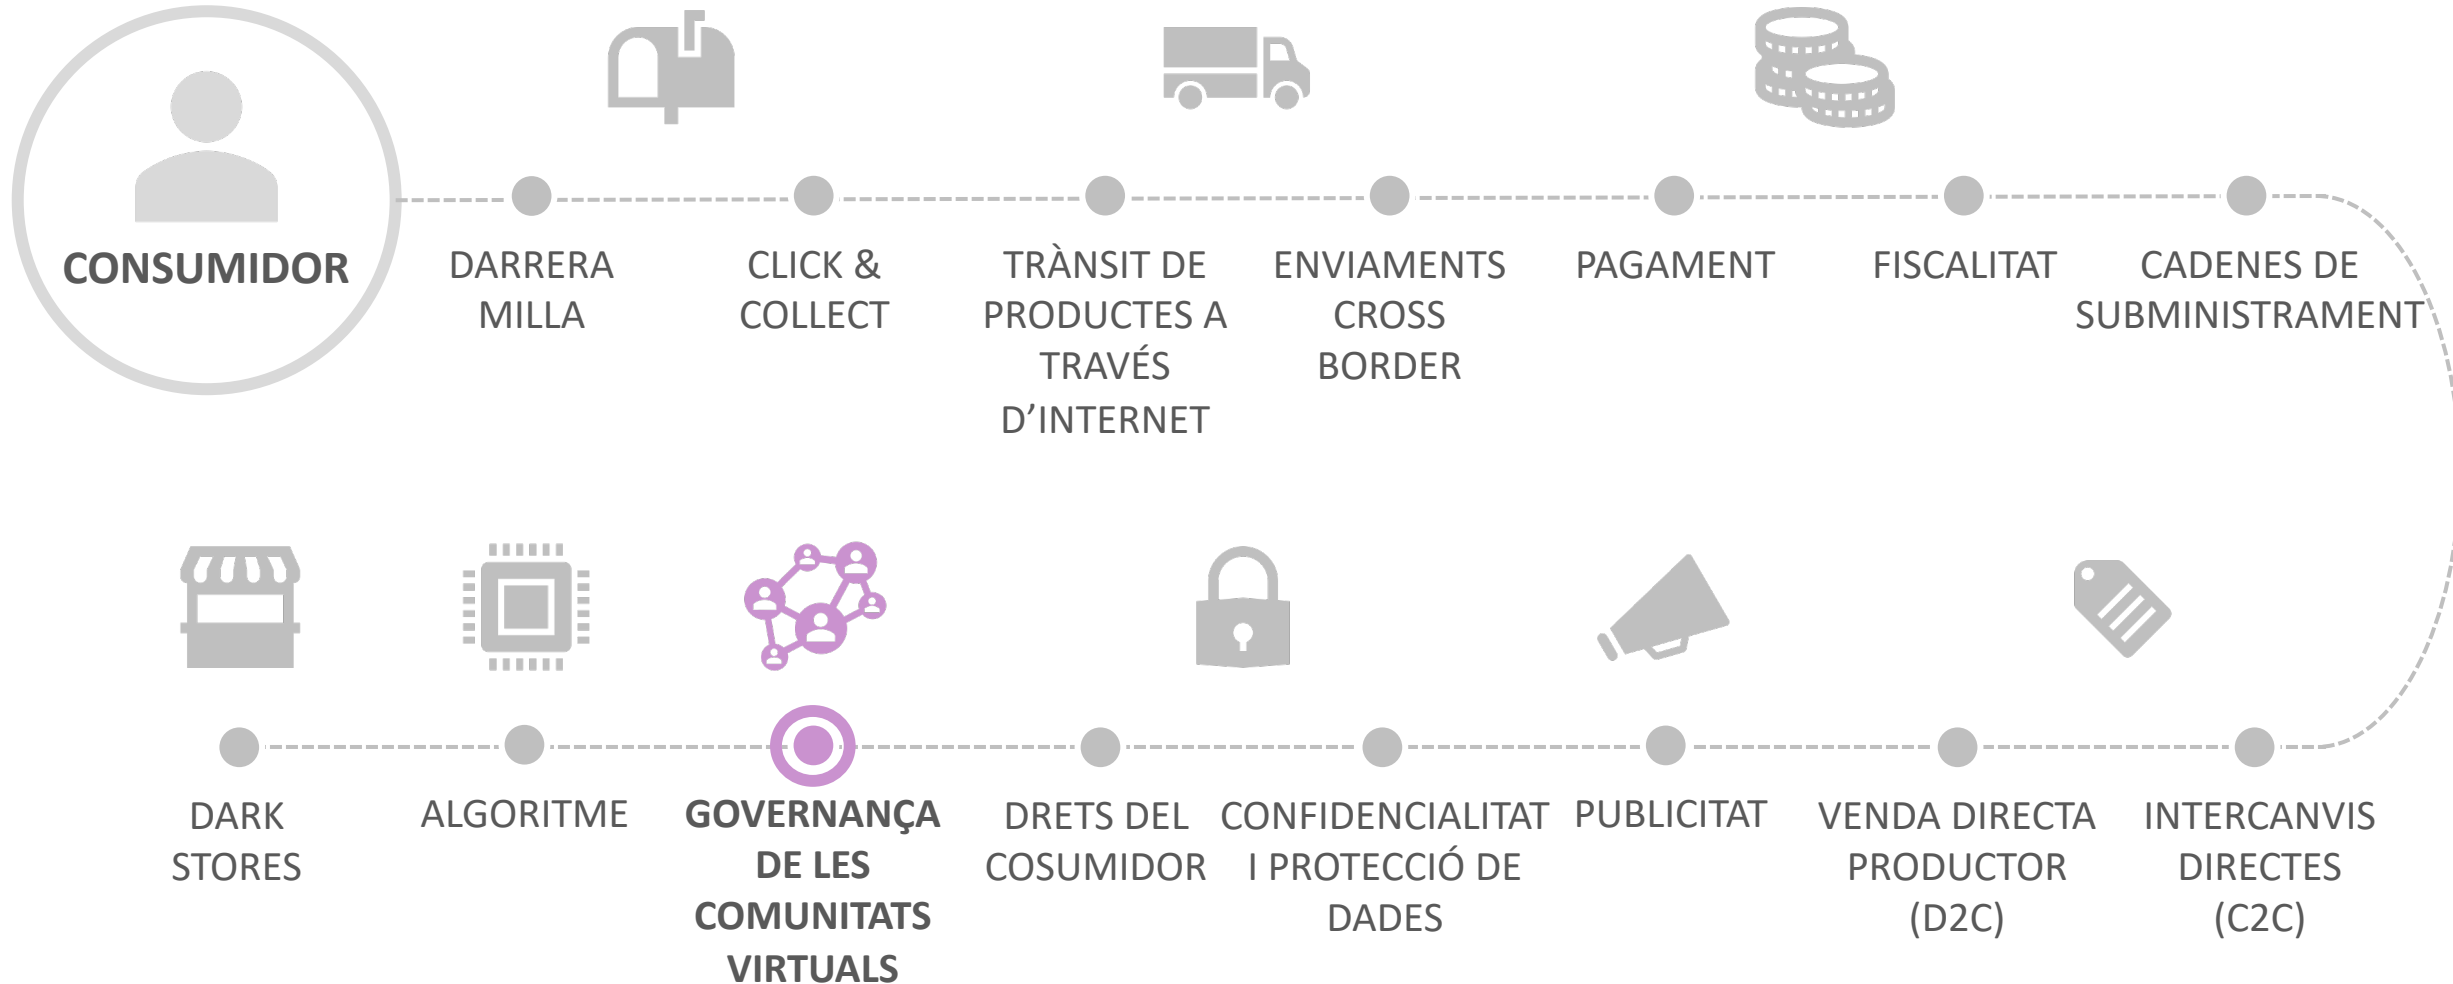 CONSUMIDOR
DARRERA
MILLA
CLICK &
COLLECT
TRÀNSIT DE
PRODUCTES A
TRAVÉS
D’INTERNET
ENVIAMENTS
CROSS
BORDER
PAGAMENT
FISCALITAT
CADENES DE
SUBMINISTRAMENT
DARK
STORES
ALGORITME
GOVERNANÇA
DE LES
COMUNITATS
VIRTUALS
DRETS DEL
COSUMIDOR
CONFIDENCIALITAT
I PROTECCIÓ DE
DADES
PUBLICITAT
VENDA DIRECTA
PRODUCTOR
(D2C)
INTERCANVIS
DIRECTES
(C2C)